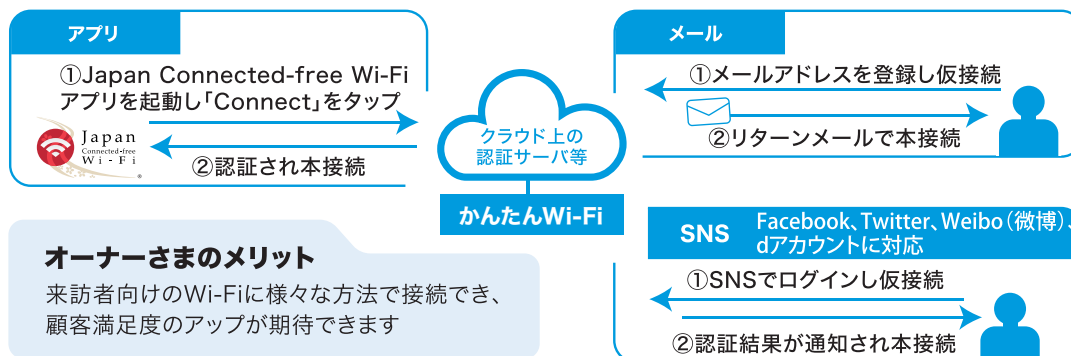 アプリ
①Japan Connected-free Wi-Fi
アプリを起動し「Connect」をタップ
Japan
Connected-free
Wi-Fi
®
②認証され本接続
クラウド上の
認証サーバ等
かんたんWi-Fi
メール
①メールアドレスを登録し仮接続
②リターンメールで本接続
SNS
Facebook、Twitter、Weibo（微博）、
dアカウントに対応
①SNSでログインし仮接続
②認証結果が通知され本接続
オーナーさまのメリット
来訪者向けのWi-Fiに様々な方法で接続でき、
顧客満足度のアップが期待できます